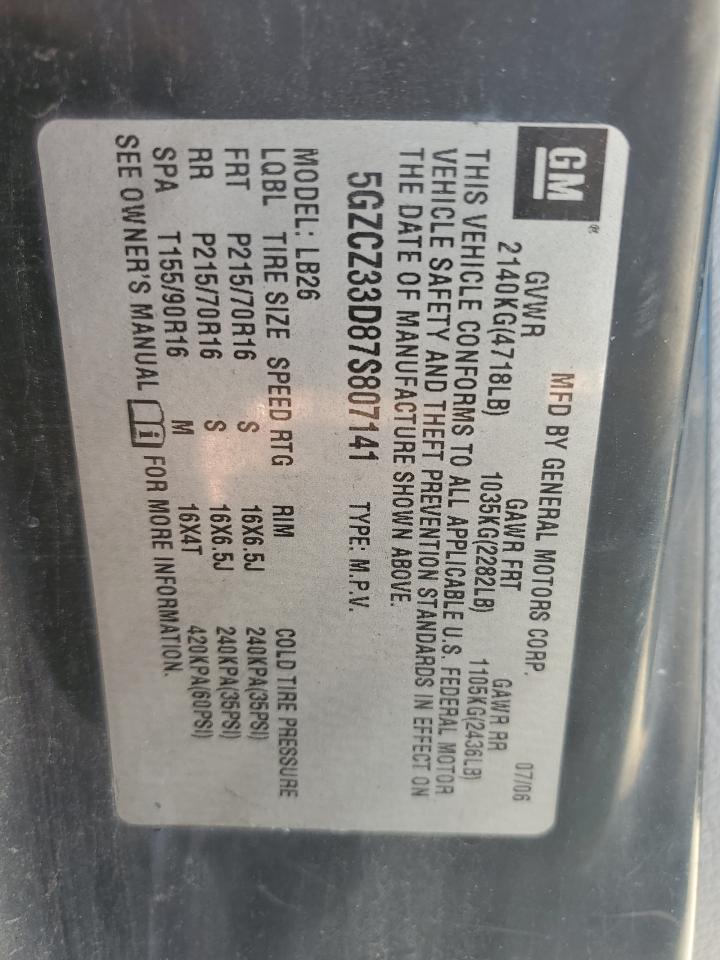 GM®
MFD BY GENERAL MOTORS CORP. 07/06
GVWR GAWR FRT GAWR RR
2140KG(4718LB) 1035KG(2282LB) 1105KG(2436LB)
THIS VEHICLE CONFORMS TO ALL APPLICABLE U.S. FEDERAL MOTOR
VEHICLE SAFETY AND THEFT PREVENTION STANDARDS IN EFFECT ON
THE DATE OF MANUFACTURE SHOWN ABOVE.
5GZCZ33D87S807141 TYPE: M.P.V.
MODEL: LB26
LQBL TIRE SIZE SPEED RTG RIM COLD TIRE PRESSURE
FRT P215/70R16 S 16X6.5J 240KPA(35PSI)
RR P215/70R16 S 16X6.5J 240KPA(35PSI)
SPA T155/90R16 M 16X4T 420KPA(60PSI)
SEE OWNER'S MANUAL i FOR MORE INFORMATION.